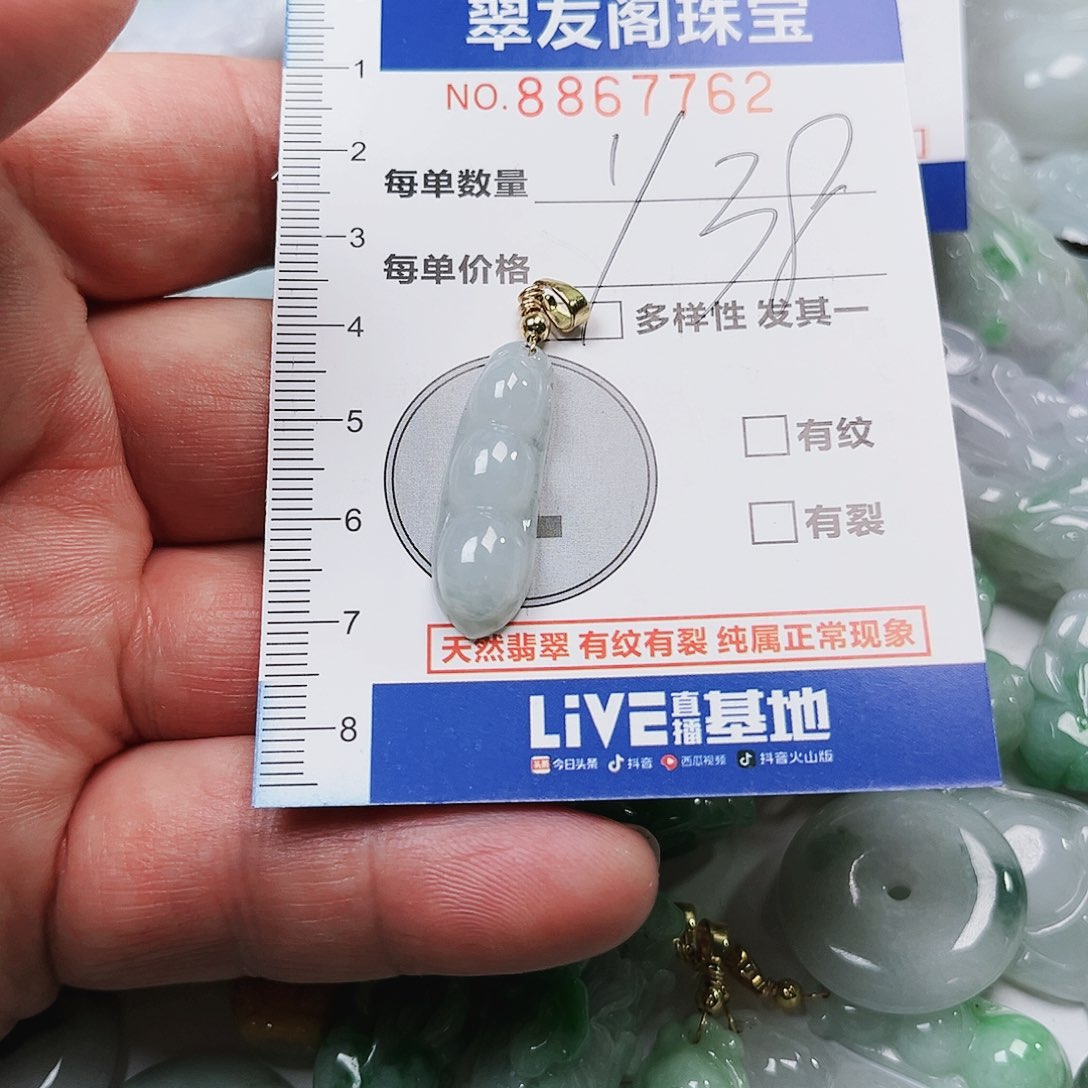 翠友阁珠宝
NO.8867762
每单数量
1/38
每单价格
多样性 发其一
有纹
有裂
天然翡翠 有纹有裂 纯属正常现象
LiVE直播基地
头条 今日头条 抖音 西瓜视频 抖音火山版
1
2
3
4
5
6
7
8